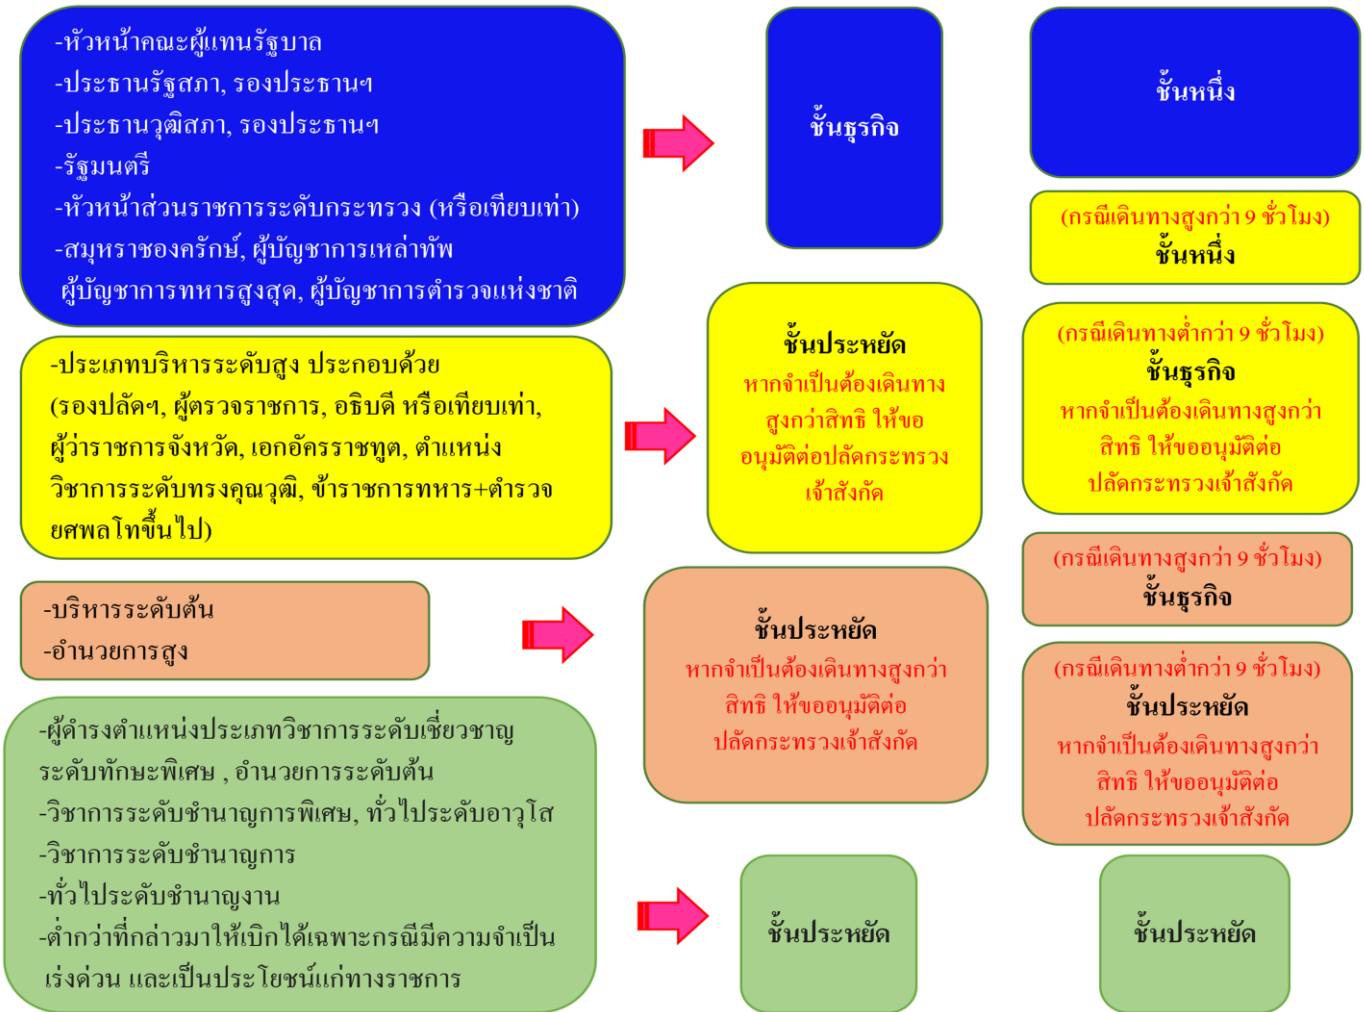 -หัวหน้าคณะผู้แทนรัฐบาล
-ประธานรัฐสภา, รองประธานฯ
-ประธานวุฒิสภา, รองประธานฯ
-รัฐมนตรี
-หัวหน้าส่วนราชการระดับกระทรวง (หรือเทียบเท่า)
-สมุหราชองครักษ์, ผู้บัญชาการเหล่าทัพ
ผู้บัญชาการทหารสูงสุด, ผู้บัญชาการตำรวจแห่งชาติ
ชั้นธุรกิจ
ชั้นหนึ่ง
-ประเภทบริหารระดับสูง ประกอบด้วย
(รองปลัดฯ, ผู้ตรวจราชการ, อธิบดี หรือเทียบเท่า,
ผู้ว่าราชการจังหวัด, เอกอัครราชทูต, ตำแหน่ง
วิชาการระดับทรงคุณวุฒิ, ข้าราชการทหาร+ตำรวจ
ยศพลโทขึ้นไป)
ชั้นประหยัด
หากจำเป็นต้องเดินทาง
สูงกว่าสิทธิ ให้ขอ
อนุมัติต่อปลัดกระทรวง
เจ้าสังกัด
(กรณีเดินทางสูงกว่า 9 ชั่วโมง)
ชั้นหนึ่ง
(กรณีเดินทางต่ำกว่า 9 ชั่วโมง)
ชั้นธุรกิจ
หากจำเป็นต้องเดินทางสูงกว่า
สิทธิ ให้ขออนุมัติต่อ
ปลัดกระทรวงเจ้าสังกัด
-บริหารระดับต้น
-อำนวยการสูง
ชั้นประหยัด
หากจำเป็นต้องเดินทางสูงกว่า
สิทธิ ให้ขออนุมัติต่อ
ปลัดกระทรวงเจ้าสังกัด
(กรณีเดินทางสูงกว่า 9 ชั่วโมง)
ชั้นธุรกิจ
(กรณีเดินทางต่ำกว่า 9 ชั่วโมง)
ชั้นประหยัด
หากจำเป็นต้องเดินทางสูงกว่า
สิทธิ ให้ขออนุมัติต่อ
ปลัดกระทรวงเจ้าสังกัด
-ผู้ดำรงตำแหน่งประเภทวิชาการระดับเชี่ยวชาญ
ระดับทักษะพิเศษ , อำนวยการระดับต้น
-วิชาการระดับชำนาญการพิเศษ, ทั่วไประดับอาวุโส
-วิชาการระดับชำนาญการ
-ทั่วไประดับชำนาญงาน
-ต่ำกว่าที่กล่าวมาให้เบิกได้เฉพาะกรณีมีความจำเป็น
เร่งด่วน และเป็นประโยชน์แก่ทางราชการ
ชั้นประหยัด
ชั้นประหยัด